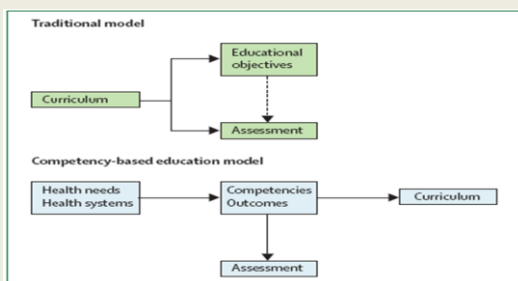 Traditional model
Educational
objectives
Curriculum
Assessment
Competency-based education model
Health needs
Health systems
Competencies
Outcomes
Curriculum
Assessment